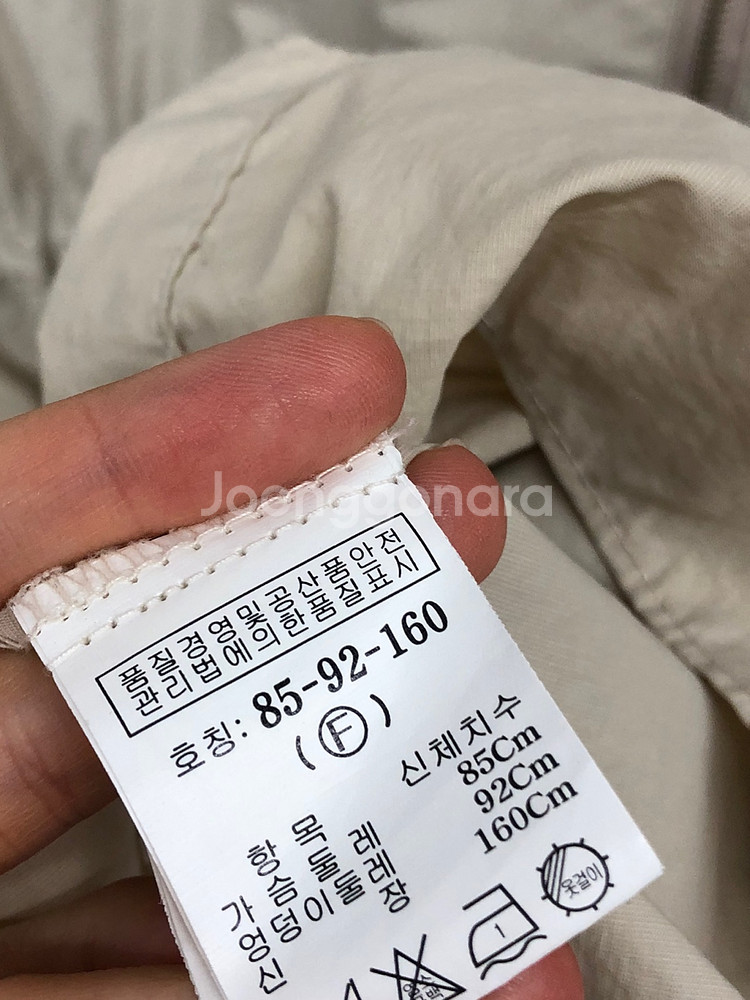 Joonggonara
품질경영및공산품안전
관리법에의한품질표시
호칭: 85-92-160
(F)
항 목 신체치수
가슴둘레 85Cm
엉덩이둘레 92Cm
신 장 160Cm
1
옷걸이